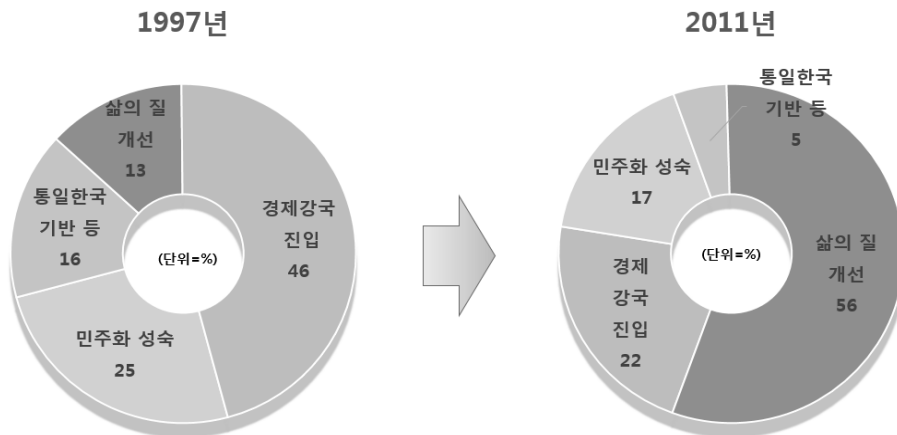 1997년
삶의 질
개선
13
통일한국
기반 등
16
경제강국
진입
46
(단위=%)
민주화 성숙
25
2011년
통일한국
기반 등
5
민주화 성숙
17
삶의 질
개선
56
(단위=%)
경제
강국
진입
22